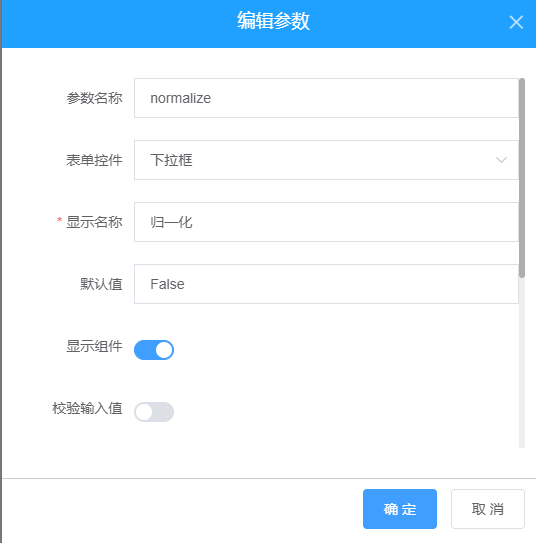 编辑参数
参数名称 normalize
表单控件 下拉框
* 显示名称 归一化
默认值 False
显示组件
校验输入值
确 定 取 消